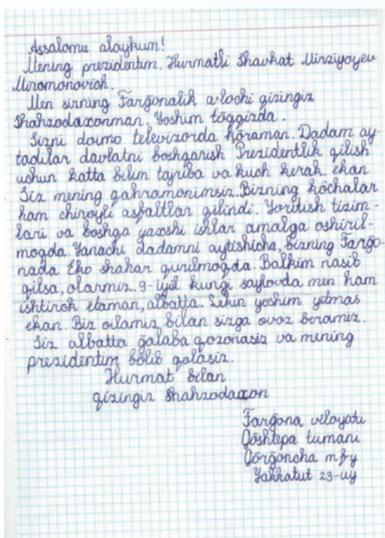 Assalomu alaykum!
Mening prezidentim. Hurmatli Shavkat Mirziyoyev
Miromonovich.
Men sizning Farg'onalik a'lochi qizingiz
Shahzodaxonman. Yoshim to'qqizda.
Sizni doimo televizorda ko'raman. Dadam ay-
tadilar davlatni boshqarish Prezidentlik qilish
uchun katta bilim tajriba va kuch kerak ekan
Siz mening qahramonimsiz. Bizning ko'chalar
ham chiroyli asfaltlar qilindi. Yoritish tizim-
lari va boshqa yaxshi ishlar amalga oshiril-
moqda. Yanachi dadamni aytishicha, bizning Farg'o-
nada Eko shahar qurilmoqda. Balkim nasib
qilsa, olarmiz. 9-iyul kungi saylovda men ham
ishtirok etaman, albatta. Lekin yoshim yetmas
ekan. Biz oilamiz bilan sizga ovoz beramiz.
Siz albatta g'alaba qozonasiz va mening
prezidentim bo'lib qolasiz.
Hurmat bilan
qizingiz Shahzodaxon
Farg'ona viloyati
Qo'shtepa tumani
Qo'rg'oncha mfy
Yakkatut 23-uy